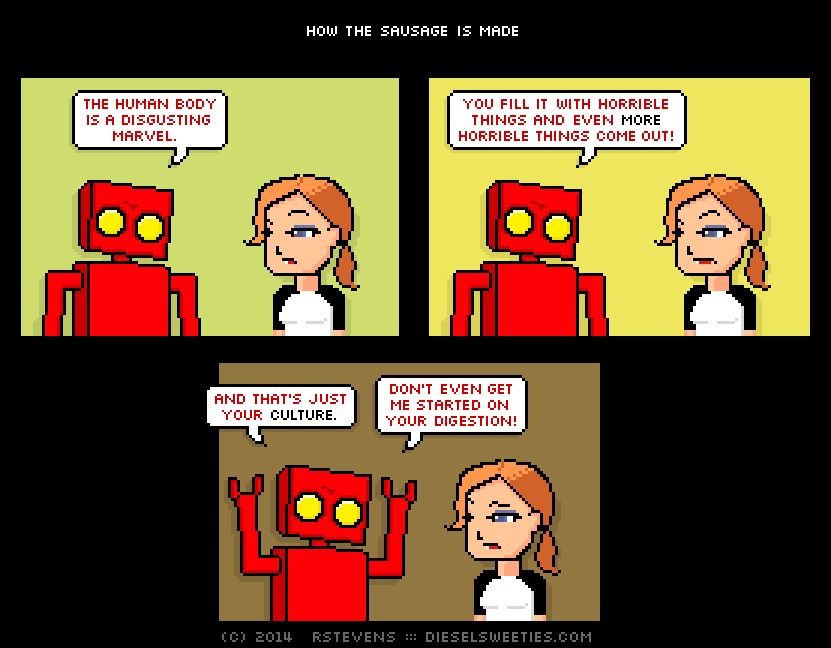 HOW THE SAUSAGE IS MADE
THE HUMAN BODY
IS A DISGUSTING
MARVEL.
YOU FILL IT WITH HORRIBLE
THINGS AND EVEN MORE
HORRIBLE THINGS COME OUT!
AND THAT'S JUST
YOUR CULTURE.
DON'T EVEN GET
ME STARTED ON
YOUR DIGESTION!
(C) 2014 RSTEVENS ::: DIESELSWEETIES.COM